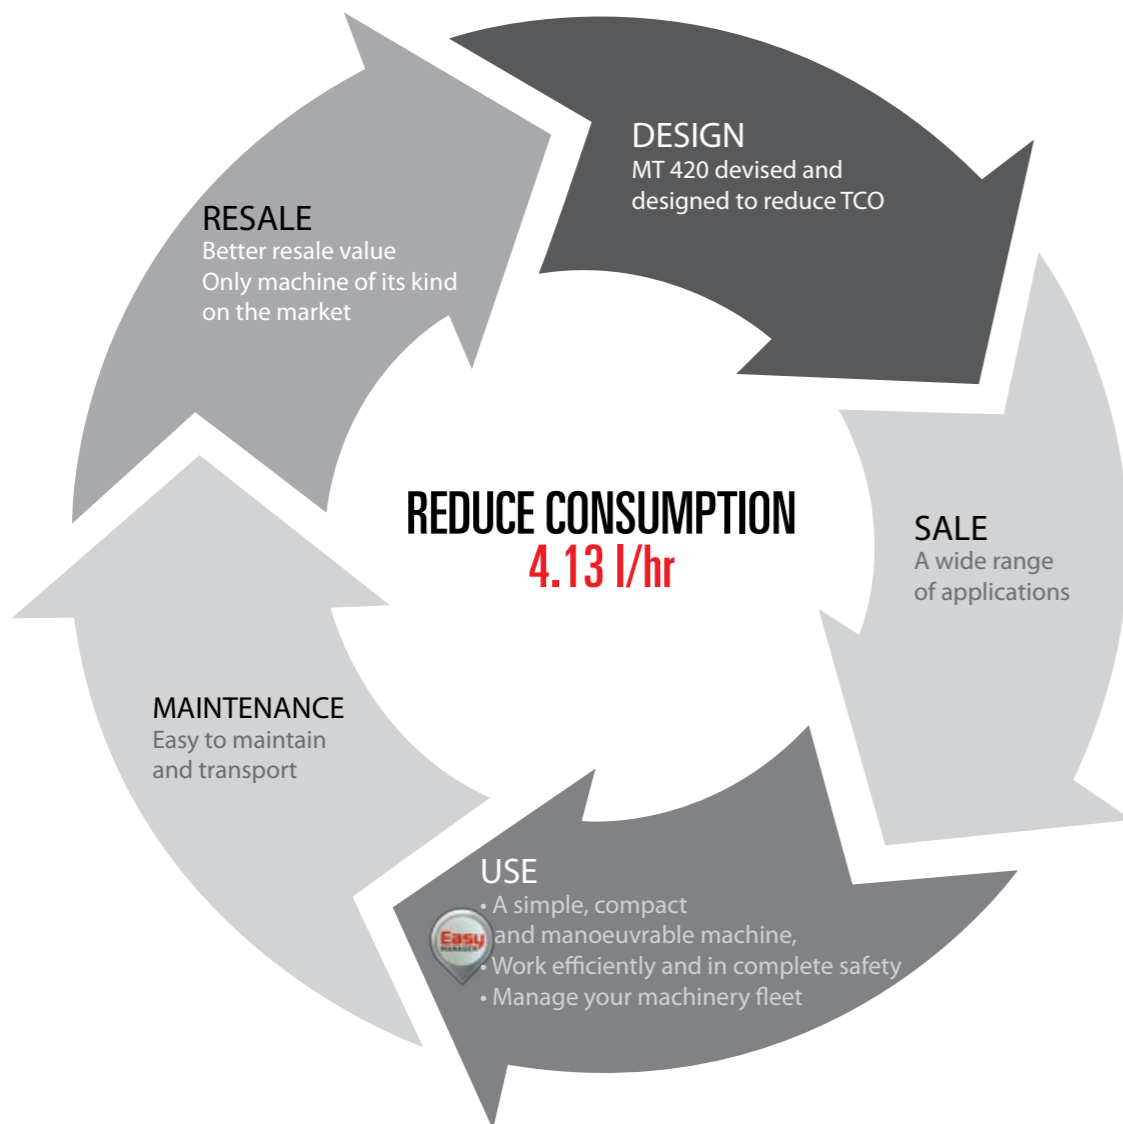 DESIGN
MT 420 devised and
designed to reduce TCO
RESALE
Better resale value
Only machine of its kind
on the market
REDUCE CONSUMPTION
4.13 l/hr
SALE
A wide range
of applications
MAINTENANCE
Easy to maintain
and transport
USE
• A simple, compact
and manoeuvrable machine,
• Work efficiently and in complete safety
• Manage your machinery fleet
Easy
MANAGER